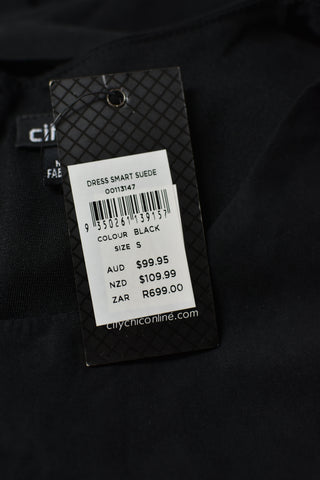 DRESS SMART SUEDE
00113147
9 350261 139157
COLOUR BLACK
SIZE S
AUD $99.95
NZD $109.99
ZAR R699.00
citychiconline.com